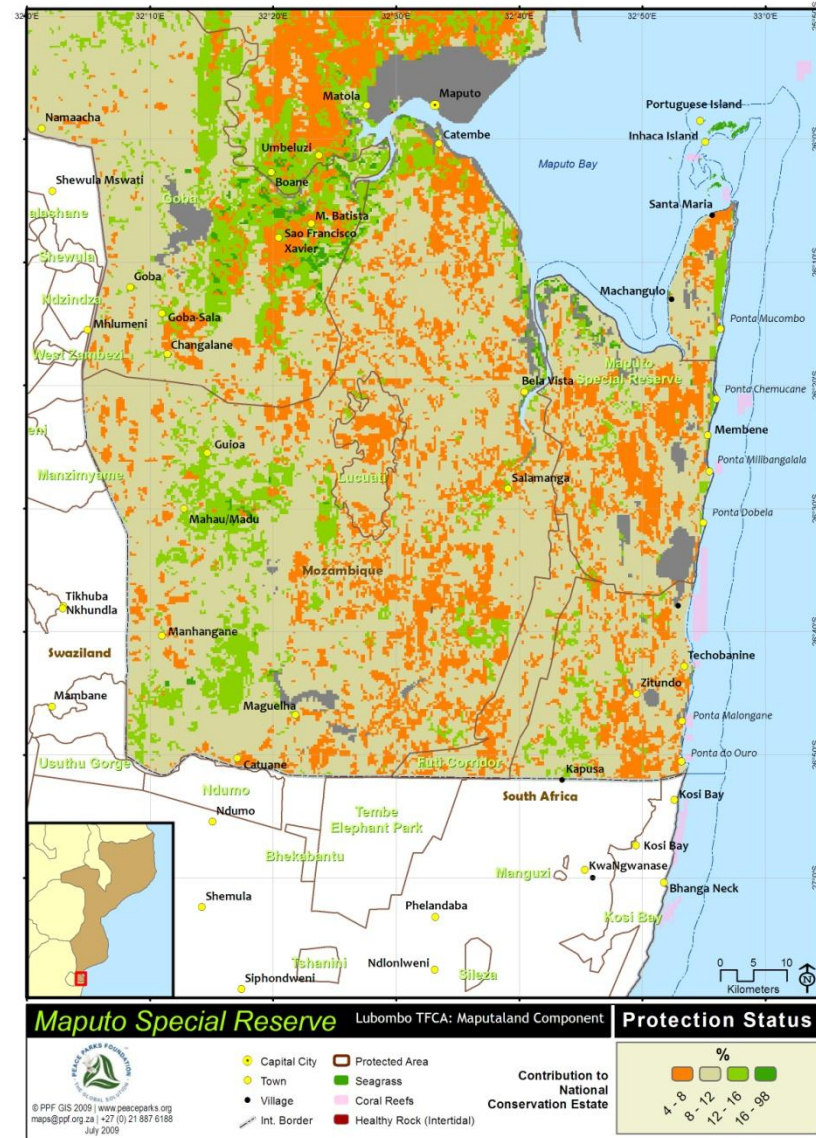 32°0'E
32°10'E
32°20'E
32°30'E
32°40'E
32°50'E
33°0'E
Matola
Maputo
Portuguese Island
Namaacha
Catembe
Inhaca Island
Umbeluzi
Maputo Bay
Boane
Shewula Mswati
Goba
Santa Maria
M. Batista
Sao Francisco
Xavier
Shewula
Goba
Machangulo
Ndzindza
Goba-Sala
Mhlumeni
Ponta Mucombo
West Zambezi
Changalane
Maputo
Special Reserve
Bela Vista
Ponta Chemucane
Membene
Guioa
Ponta Milibangalala
Manzimyame
Lucuati
Salamanga
Mahau/Madu
Ponta Dobela
Mozambique
Tikhuba
Nkhundla
Manhangane
Swaziland
Techobanine
Zitundo
Mambane
Maguelha
Ponta Malongane
Ponta do Ouro
Usuthu Gorge
Catuane
Futi Corridor
Kapusa
Ndumo
South Africa
Kosi Bay
Ndumo
Tembe
Elephant Park
Kosi Bay
Bhekabantu
Manguzi
KwaNgwanase
Bhanga Neck
Shemula
Phelandaba
Kosi Bay
Tshanini
Ndlonlweni
Sileza
Siphondweni
0 5 10
Kilometers
N
Maputo Special Reserve
Lubombo TFCA: Maputaland Component
Protection Status
PEACE PARKS FOUNDATION
THE GLOBAL SOLUTION
© PPF GIS 2009 | www.peaceparks.org
maps@ppf.org.za | +27 (0) 21 887 6188
July 2009
Capital City
Town
Village
Int. Border
Protected Area
Seagrass
Coral Reefs
Healthy Rock (Intertidal)
Contribution to
National
Conservation Estate
%
4 - 8
8 - 12
12 - 16
16 - 98